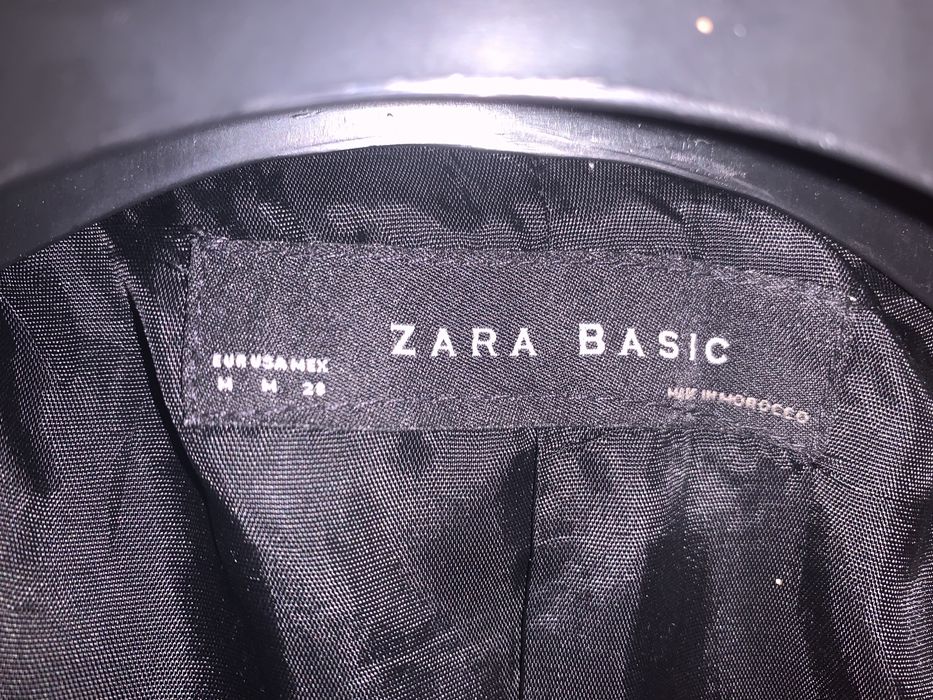 ZARA BASIC
EUR USA MEX
M M 28
MADE IN MOROCCO